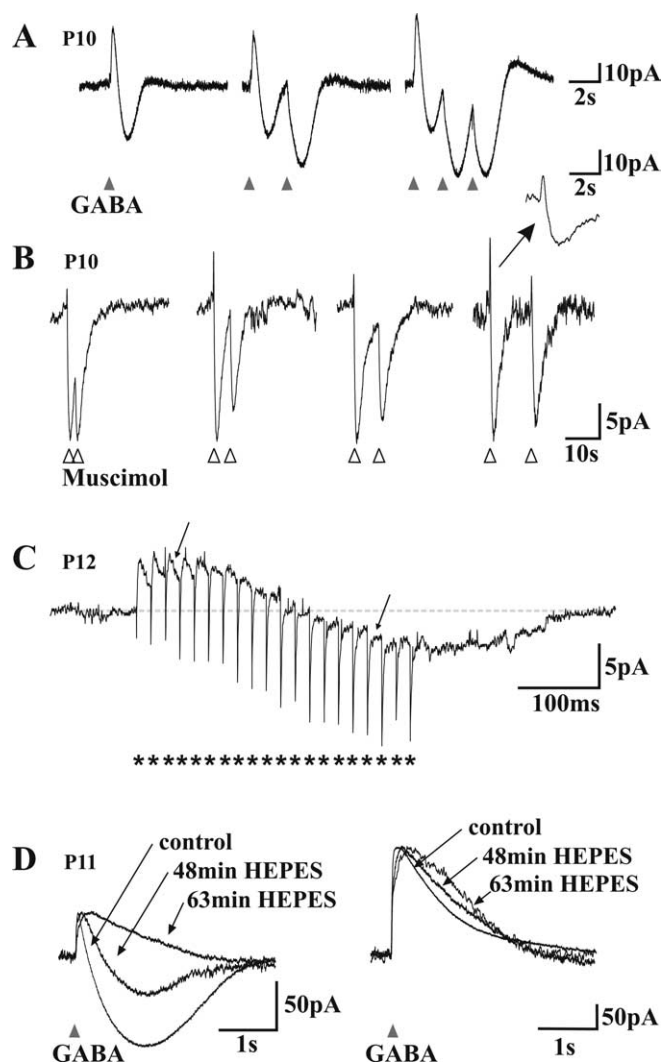 A P10
10pA
2s
10pA
2s
GABA
B P10
5pA
10s
Muscimol
C P12
5pA
100ms
********************
D P11
control
48min HEPES
63min HEPES
50pA
1s
GABA
control
48min HEPES
63min HEPES
50pA
1s
GABA